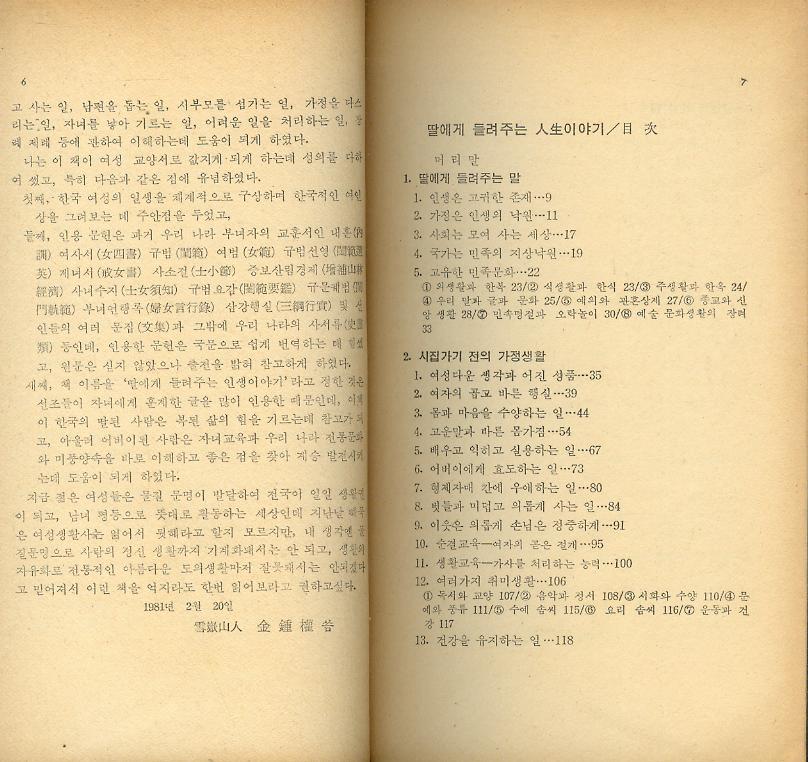 6
고 사는 일, 남편을 돕는 일, 시부모를 섬기는 일, 가정을 다스
리는 일, 자녀를 낳아 기르는 일, 어려운 일을 처리하는 일,
례 제례 등에 관하여 이해하는데 도움이 되게 하였다.
나는 이 책이 여성 교양서로 값지게 되게 하는데 성의를 다하
여 썼고, 특히 다음과 같은 점에 유념하였다.
첫째, 한국 여성의 일생을 체계적으로 구상하며 한국적인 여인
상을 그려보는 데 주안점을 두었고,
둘째, 인용 문헌은 과거 우리 나라 부녀자의 교훈서인 내훈(內
訓) 여사서(女四書) 규범(閨範) 여범(女範) 규범선영(閨範選
英) 계녀서(戒女書) 사소절(士小節) 증보산림경제(增補山林
經濟) 사녀수지(士女須知) 규범요감(閨範要鑑) 규문궤범(閨
門軌範) 부녀언행록(婦女言行錄) 삼강행실(三綱行實) 및 선
인들의 여러 문집(文集)과 그밖에 우리 나라의 사서류(史書
類) 등인데, 인용한 문헌은 국문으로 쉽게 번역하는 데 힘썼
고, 원문은 싣지 않았으나 출전을 밝혀 참고하게 하였다.
세째, 책 이름을 ‘딸에게 들려주는 인생이야기’라고 정한 것은
선조들이 자녀에게 훈계한 글을 많이 인용한 때문인데, 이제
이 한국의 딸된 사람은 복된 삶의 힘을 기르는데 참고가 되
고, 아울러 어버이된 사람은 자녀교육과 우리 나라 전통문화
와 미풍양속을 바로 이해하고 좋은 점을 찾아 계승 발전시키
는데 도움이 되게 하였다.
지금 젊은 여성들은 물질 문명이 발달하여 전국이 일일 생활권
이 되고, 남녀 평등으로 뜻대로 활동하는 세상인데 지난날 해묵
은 여성생활사는 읽어서 뭣해라고 할지 모르지만, 내 생각엔 물
질문명으로 사람의 정신 생활까지 기계화돼서는 안 되고, 생활의
자유화로 전통적인 아름다운 도의생활마저 잘못돼서는 안되겠다
고 믿어져서 이런 책을 억지라도 한번 읽어보라고 권하고싶다.
1981년 2월 20일
雪嶽山人 金鍾權 씀
7
딸에게 들려주는 人生이야기／目 次
머리말
1. 딸에게 들려주는 말
1. 인생은 고귀한 존재…9
2. 가정은 인생의 낙원…11
3. 사회는 모여 사는 세상…17
4. 국가는 민족의 지상낙원…19
5. 고유한 민족문화…22
① 의생활과 한복 23/② 식생활과 한식 23/③ 주생활과 한옥 24/
④ 우리 말과 글과 문화 25/⑤ 예의와 관혼상제 27/⑥ 종교와 신
앙 생활 28/⑦ 민속명절과 오락놀이 30/⑧ 예술 문화생활의 장려
33
2. 시집가기 전의 가정생활
1. 여성다운 생각과 어진 성품…35
2. 여자의 곱고 바른 행실…39
3. 몸과 마음을 수양하는 일…44
4. 고운말과 바른 몸가짐…54
5. 배우고 익히고 실용하는 일…67
6. 어버이에게 효도하는 일…73
7. 형제자매 간에 우애하는 일…80
8. 벗들과 미덥고 의롭게 사는 일…84
9. 이웃은 의롭게 손님은 정중하게…91
10. 순결교육—여자의 곧은 절개…95
11. 생활교육—가사를 처리하는 능력…100
12. 여러가지 취미생활…106
① 독서와 교양 107/② 음악과 정서 108/③ 서화와 수양 110/④ 문
예와 풍류 111/⑤ 수예 솜씨 115/⑥ 요리 솜씨 116/⑦ 운동과 건
강 117
13. 건강을 유지하는 일…118